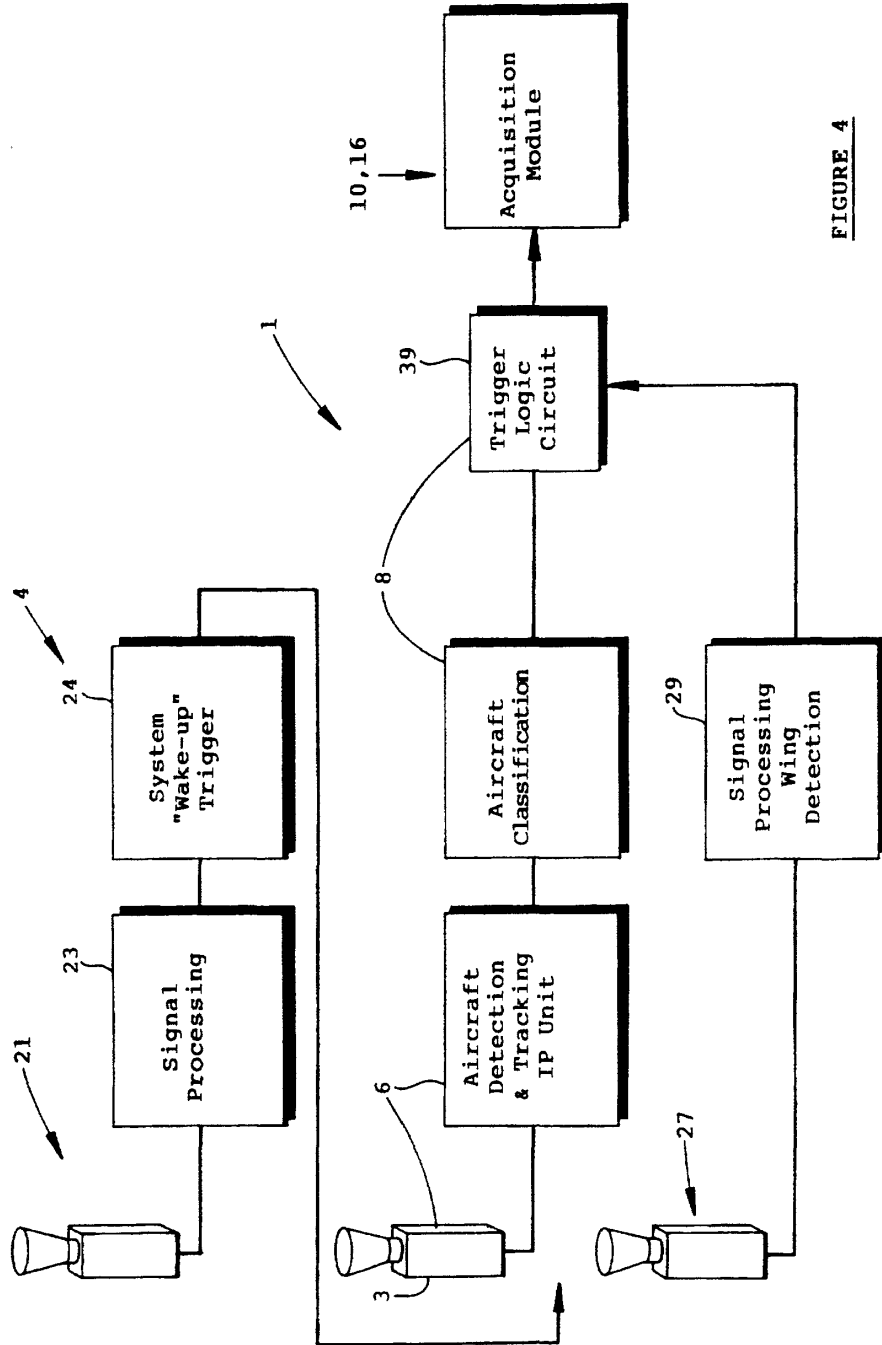 21
23
Signal
Processing
24
4
System
"Wake-up"
Trigger
1
3
6
Aircraft
Detection
& Tracking
IP Unit
Aircraft
Classification
8
39
Trigger
Logic
Circuit
10,16
Acquisition
Module
27
29
Signal
Processing
Wing
Detection
FIGURE 4